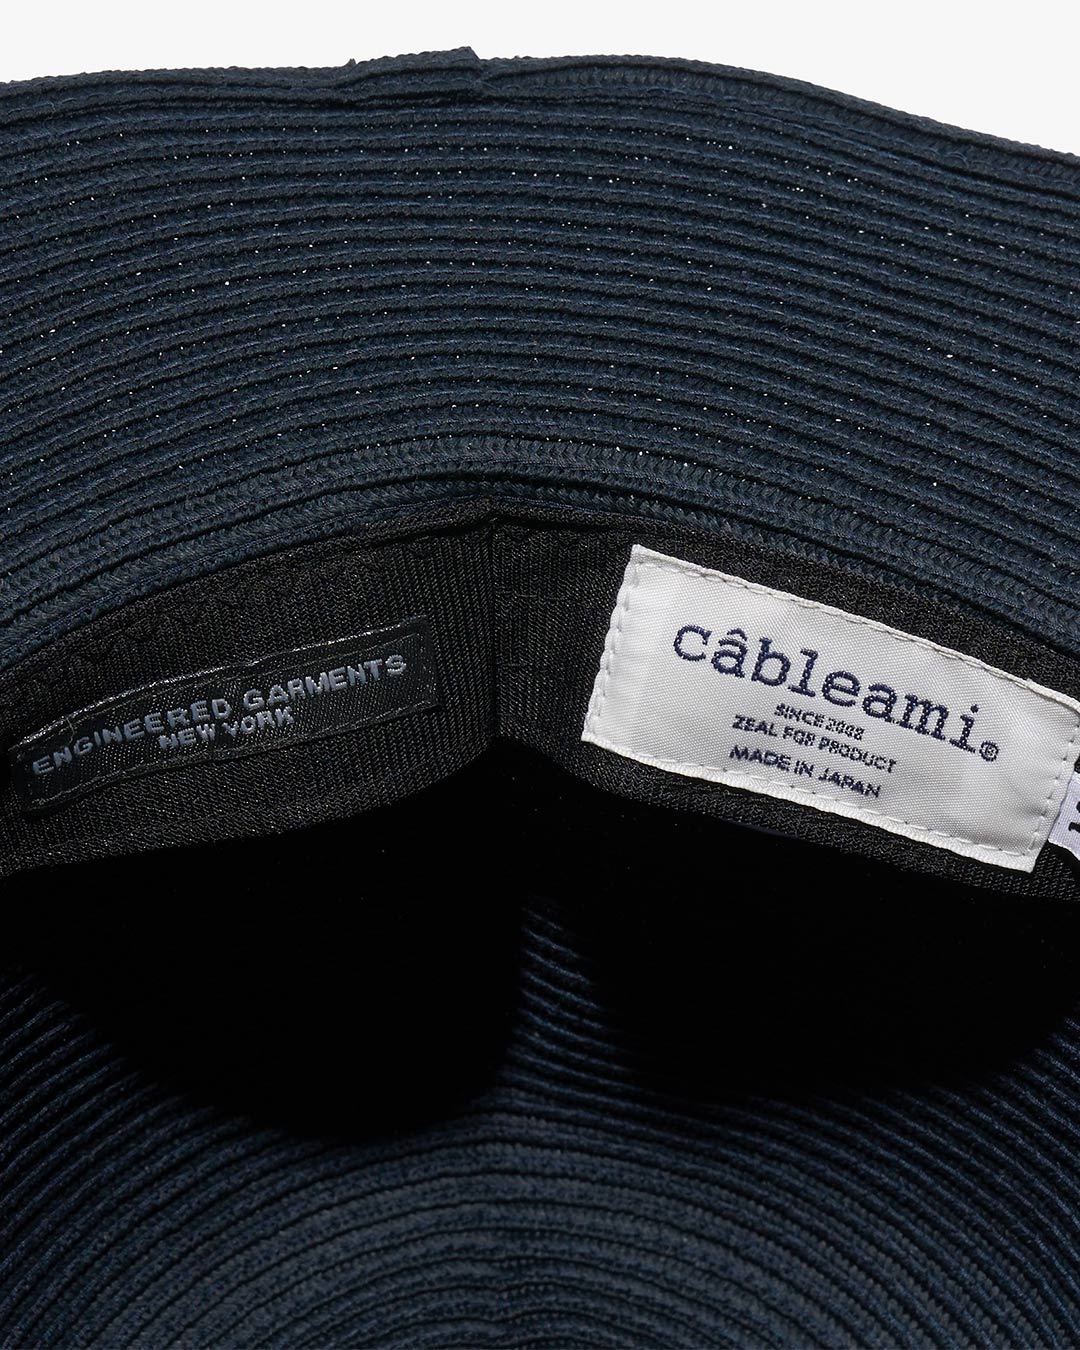 ENGINEERED GARMENTS
NEW YORK
câbleami®
SINCE 2008
ZEAL FOR PRODUCT
MADE IN JAPAN